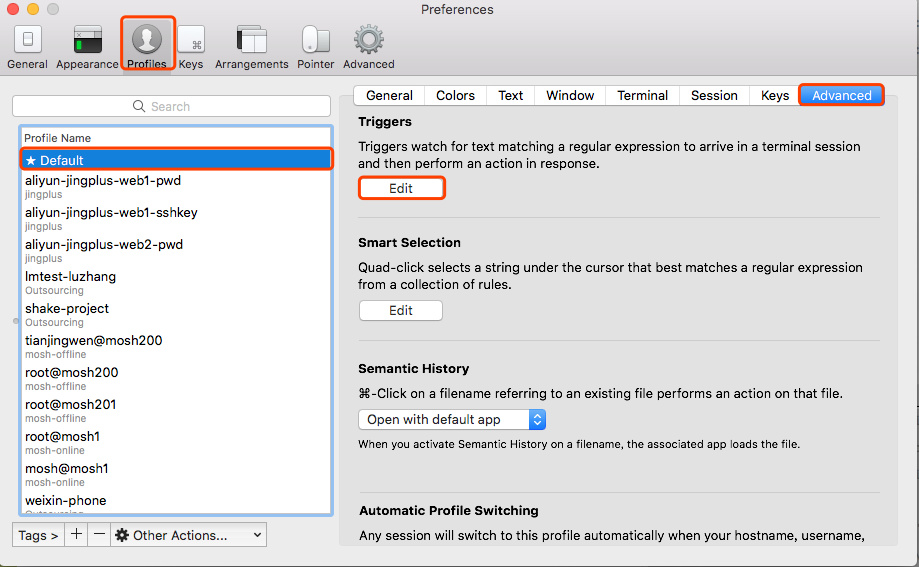 Preferences
General
Appearance
Profiles
Keys
Arrangements
Pointer
Advanced
Search
Profile Name
★ Default
aliyun-jingplus-web1-pwd
jingplus
aliyun-jingplus-web1-sshkey
jingplus
aliyun-jingplus-web2-pwd
jingplus
lmtest-luzhang
Outsourcing
shake-project
Outsourcing
tianjingwen@mosh200
mosh-offline
root@mosh200
mosh-offline
root@mosh201
mosh-offline
root@mosh1
mosh-online
mosh@mosh1
mosh-online
weixin-phone
Tags >
+
−
Other Actions...
General
Colors
Text
Window
Terminal
Session
Keys
Advanced
Triggers
Triggers watch for text matching a regular expression to arrive in a terminal session
and then perform an action in response.
Edit
Smart Selection
Quad-click selects a string under the cursor that best matches a regular expression
from a collection of rules.
Edit
Semantic History
⌘-Click on a filename referring to an existing file performs an action on that file.
Open with default app
When you activate Semantic History on a filename, the associated app loads the file.
Automatic Profile Switching
Any session will switch to this profile automatically when your hostname, username,